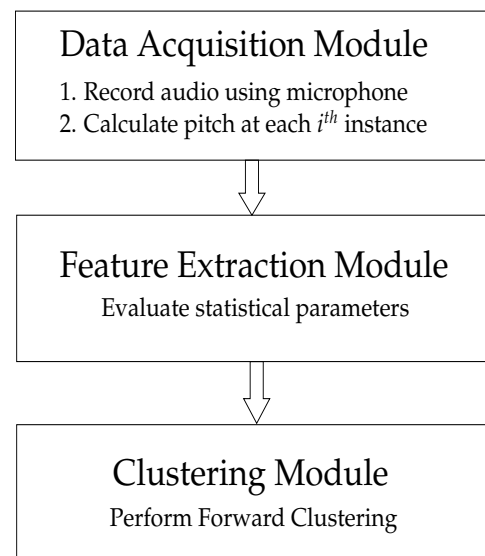 Data Acquisition Module
1. Record audio using microphone
2. Calculate pitch at each i^th instance
Feature Extraction Module
Evaluate statistical parameters
Clustering Module
Perform Forward Clustering